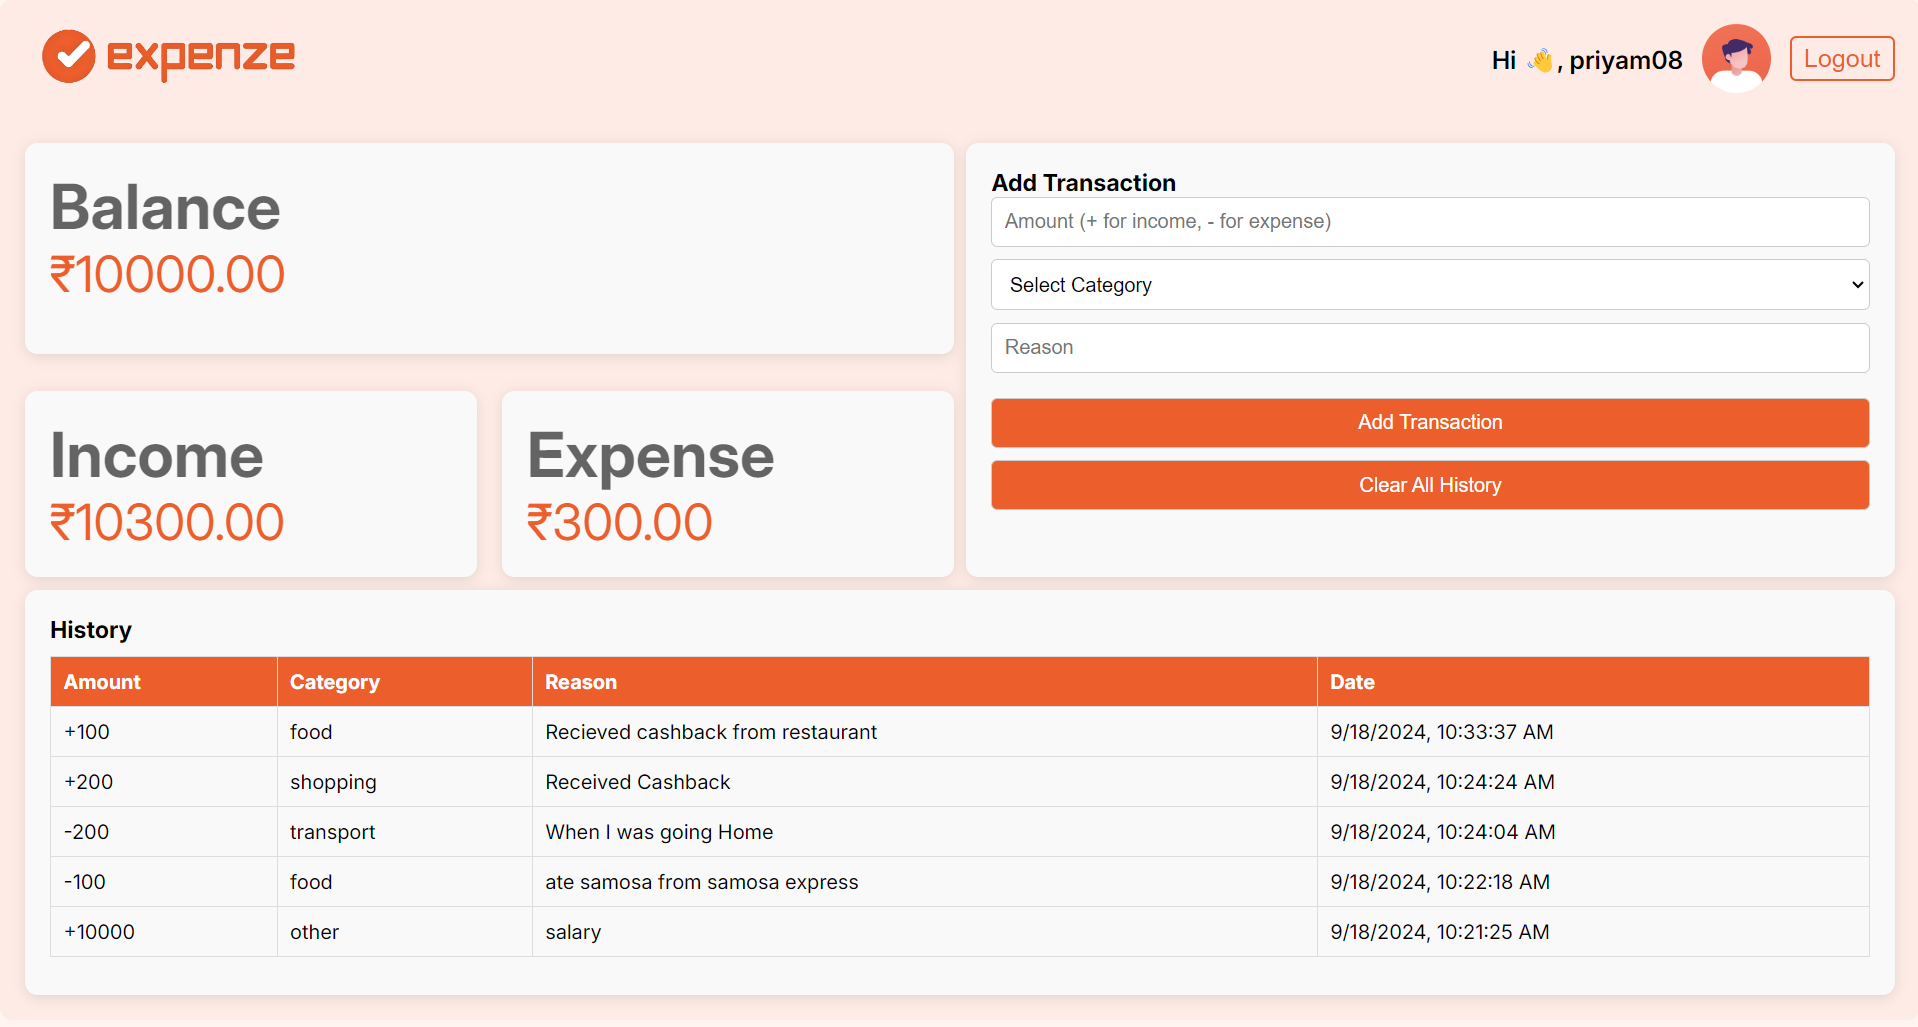 expenze
Hi 👋, priyam08
Logout
Balance
₹10000.00
Income
₹10300.00
Expense
₹300.00
Add Transaction
Amount (+ for income, - for expense)
Select Category
Reason
Add Transaction
Clear All History
History
Amount Category Reason Date
+100 food Recieved cashback from restaurant 9/18/2024, 10:33:37 AM
+200 shopping Received Cashback 9/18/2024, 10:24:24 AM
-200 transport When I was going Home 9/18/2024, 10:24:04 AM
-100 food ate samosa from samosa express 9/18/2024, 10:22:18 AM
+10000 other salary 9/18/2024, 10:21:25 AM